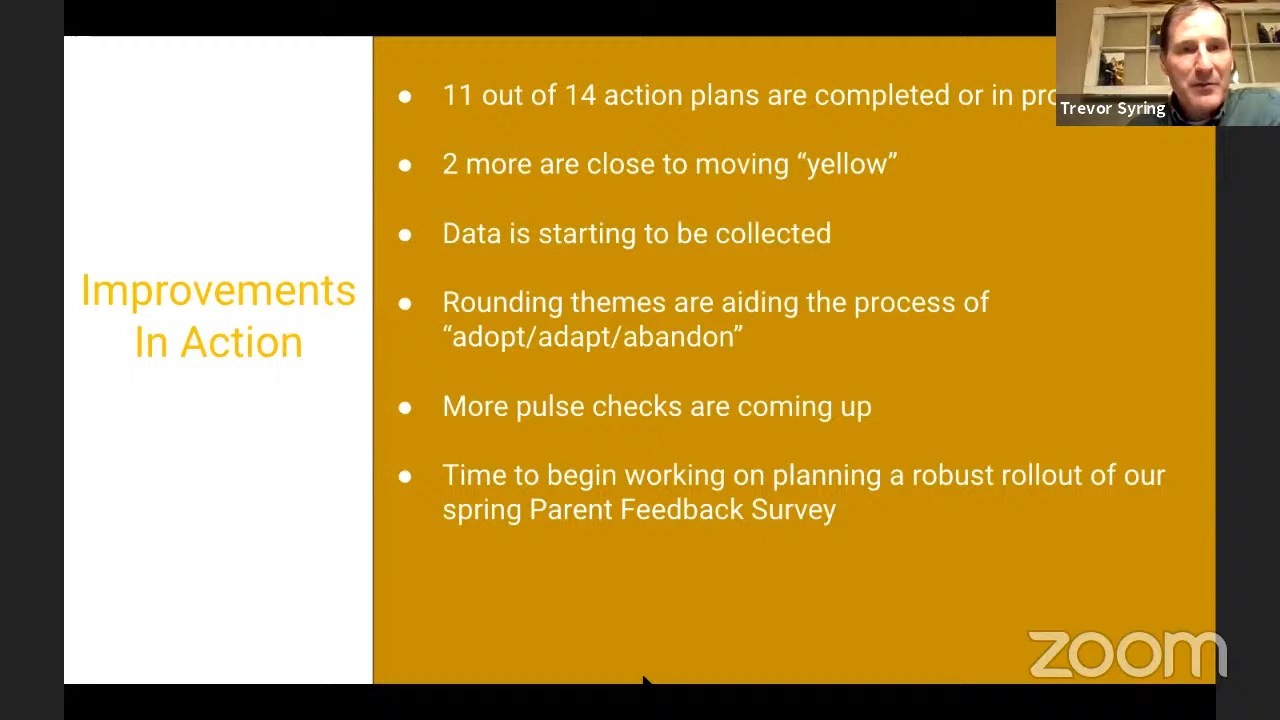 11 out of 14 action plans are completed or in
Trevor Syring
2 more are close to moving “yellow”
Data is starting to be collected
Improvements
In Action
Rounding themes are aiding the process of
“adopt/adapt/abandon”
More pulse checks are coming up
Time to begin working on planning a robust rollout of our
spring Parent Feedback Survey
zoom